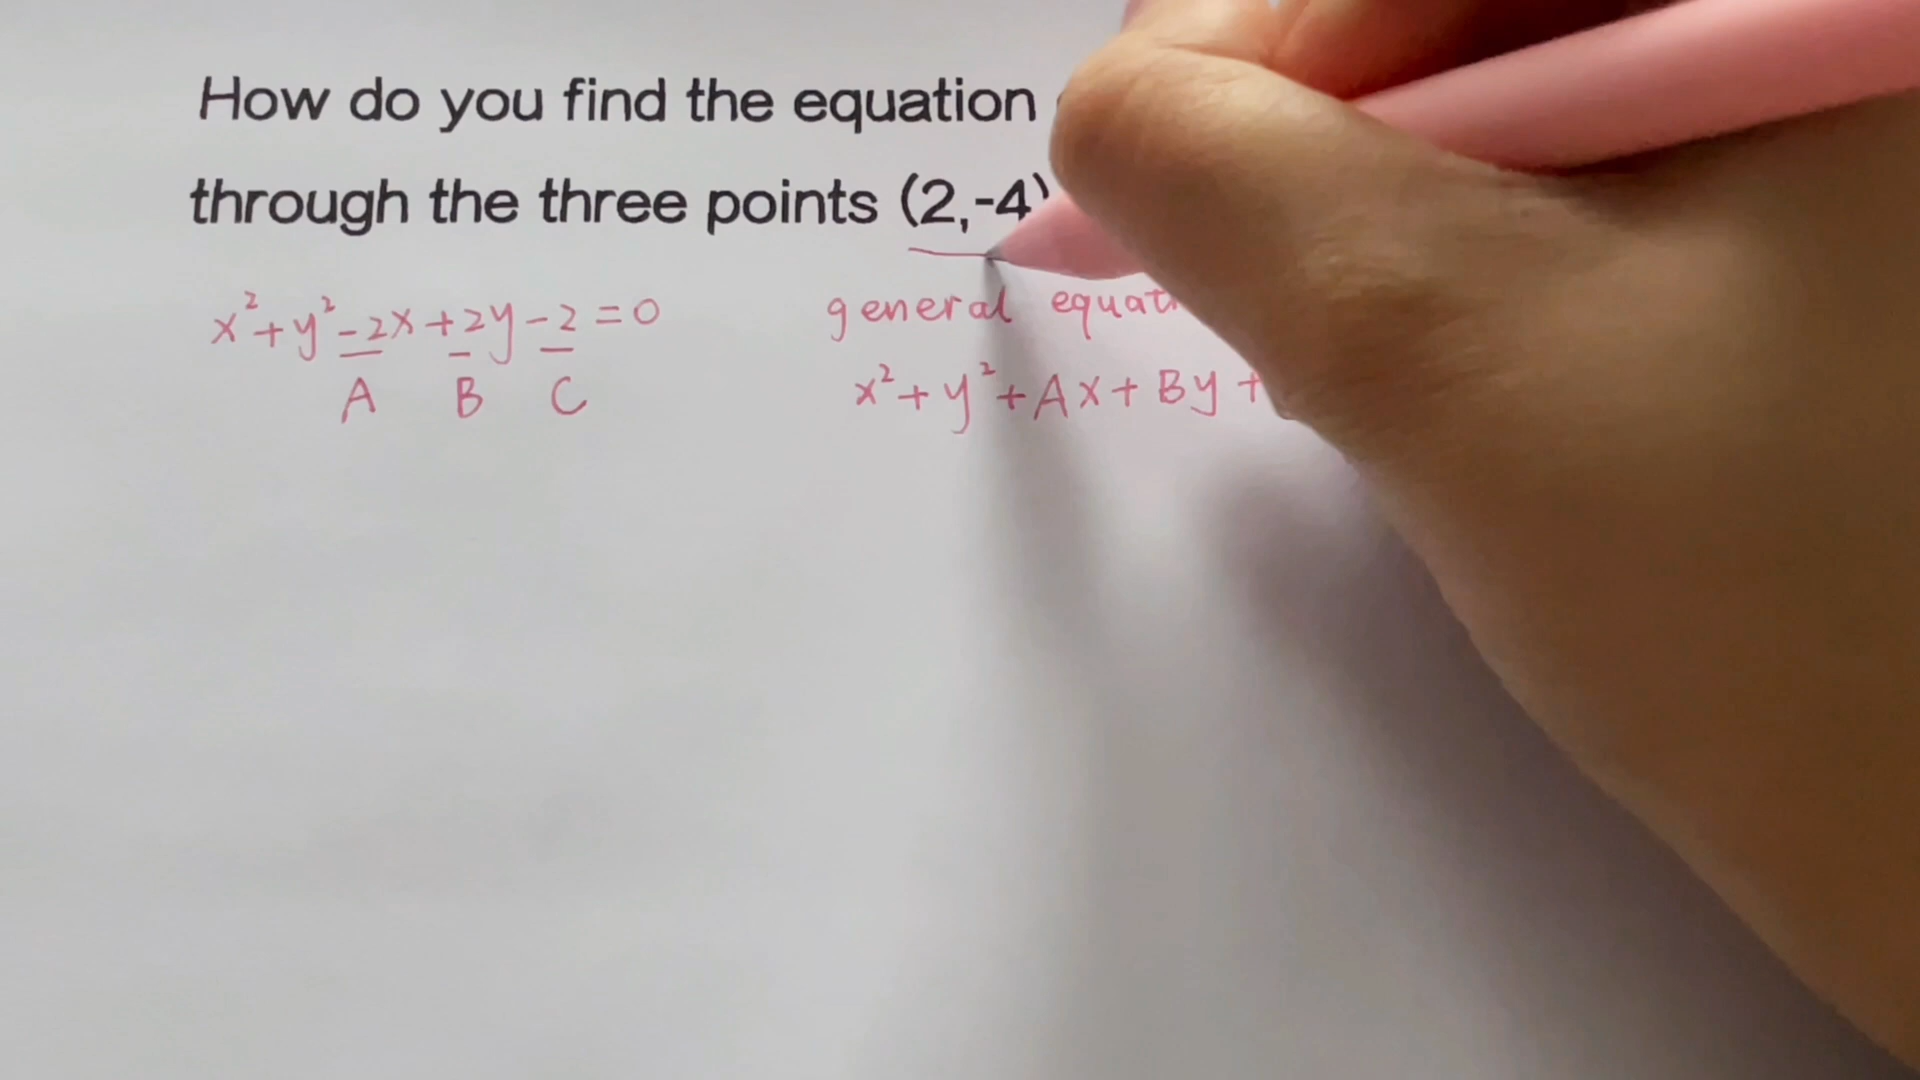 How do you find the equation
through the three points (2,-4)
x²+y²-2x+2y-2=0
A B C
general
x²+y²+Ax+By+